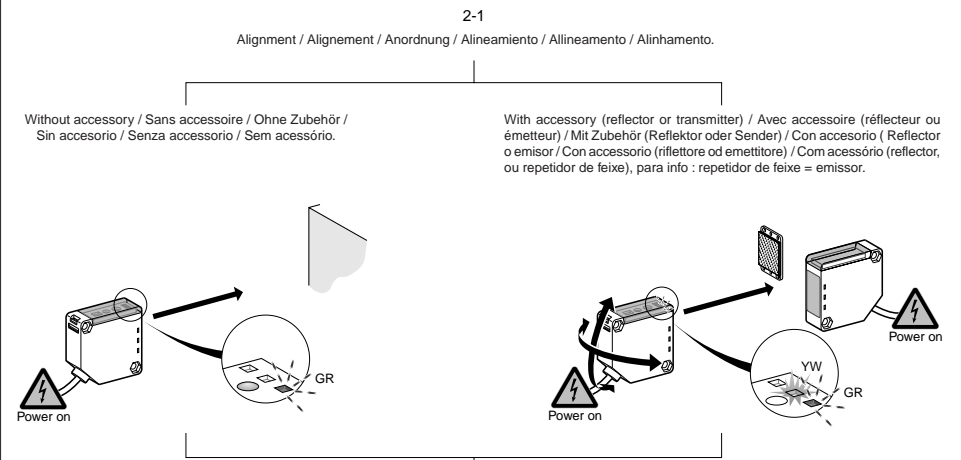 2-1
Alignment / Alignement / Anordnung / Alineamiento / Allineamento / Alinhamento.
Without accessory / Sans accessoire / Ohne Zubehör /
Sin accesorio / Senza accessorio / Sem acessório.
With accessory (reflector or transmitter) / Avec accessoire (réflecteur ou
émetteur) / Mit Zubehör (Reflektor oder Sender) / Con accesorio ( Reflector
o emisor / Con accessorio (riflettore od emettitore) / Com acessório (reflector,
ou repetidor de feixe), para info : repetidor de feixe = emissor.
GR
Power on
YW
GR
Power on
Power on